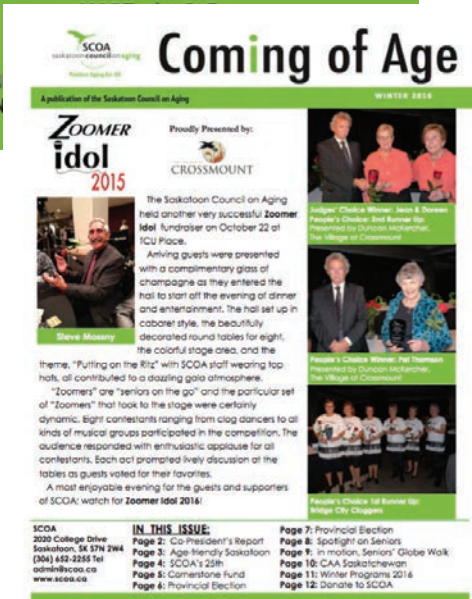 SCOA
saskatoon council on aging
Positive Aging for All
Coming of Age
A publication of the Saskatoon Council on Aging
WINTER 2016
ZOOMER
idol
2015
Proudly Presented by:
CROSSMOUNT
Steve Mossny
The Saskatoon Council on Aging
held another very successful Zoomer
Idol fundraiser on October 22 at
TCU Place.
Arriving guests were presented
with a complimentary glass of
champagne as they entered the
hall to start off the evening of dinner
and entertainment. The hall set up in
cabaret style, the beautifully
decorated round tables for eight,
the colorful stage area, and the
theme, "Putting on the Ritz" with SCOA staff wearing top
hats, all contributed to a dazzling gala atmosphere.
"Zoomers" are "seniors on the go" and the particular set
of "Zoomers" that took to the stage were certainly
dynamic. Eight contestants ranging from clog dancers to all
kinds of musical groups participated in the competition. The
audience responded with enthusiastic applause for all
contestants. Each act prompted lively discussion at the
tables as guests voted for their favorites.
A most enjoyable evening for the guests and supporters
of SCOA; watch for Zoomer Idol 2016!
Judges' Choice Winner: Jean & Doreen
People's Choice: 2nd Runner Up:
Presented by Duncan McKercher,
The Village at Crossmount
People's Choice Winner: Pat Thomson
Presented by Duncan McKercher,
The Village at Crossmount
People's Choice 1st Runner Up:
Bridge City Cloggers
SCOA
2020 College Drive
Saskatoon, SK S7N 2W4
(306) 652-2255 Tel
admin@scoa.ca
www.scoa.ca
IN THIS ISSUE:
Page 2: Co-President's Report
Page 3: Age-friendly Saskatoon
Page 4: SCOA's 25th
Page 5: Cornerstone Fund
Page 6: Provincial Election
Page 7: Provincial Election
Page 8: Spotlight on Seniors
Page 9: in motion, Seniors' Globe Walk
Page 10: CAA Saskatchewan
Page 11: Winter Programs 2016
Page 12: Donate to SCOA